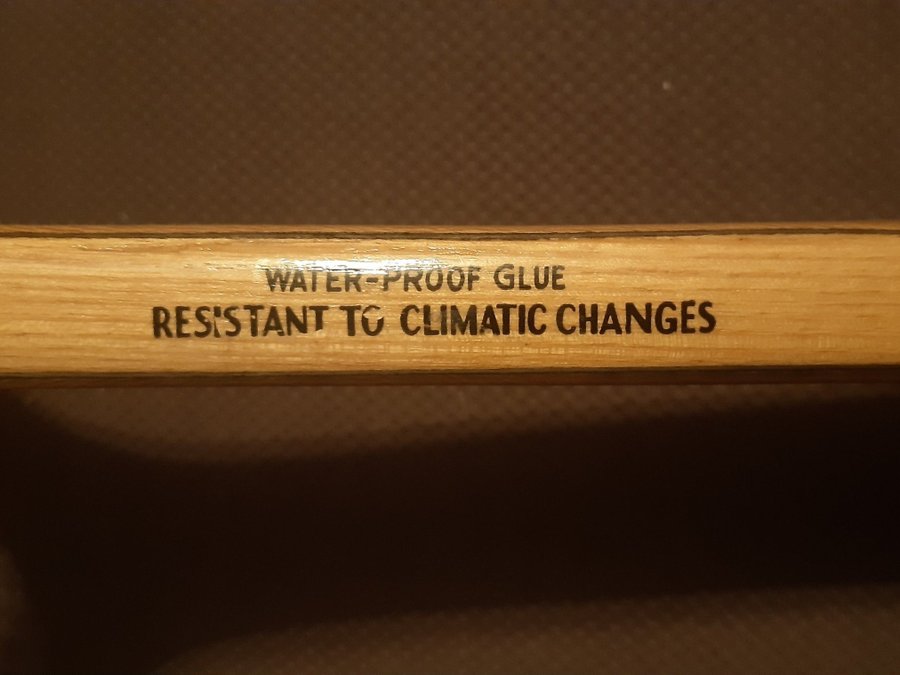 WATER-PROOF GLUE
RESISTANT TO CLIMATIC CHANGES